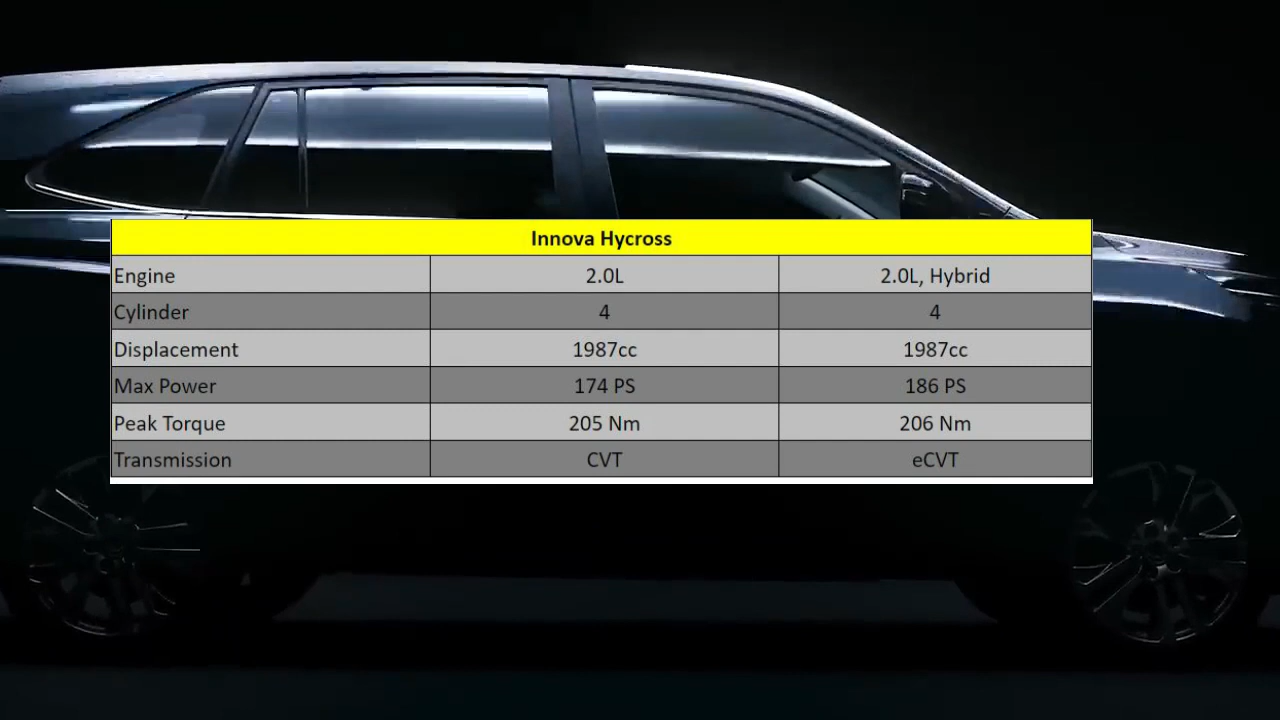 Innova Hycross
Engine 2.0L 2.0L, Hybrid
Cylinder 4 4
Displacement 1987cc 1987cc
Max Power 174 PS 186 PS
Peak Torque 205 Nm 206 Nm
Transmission CVT eCVT